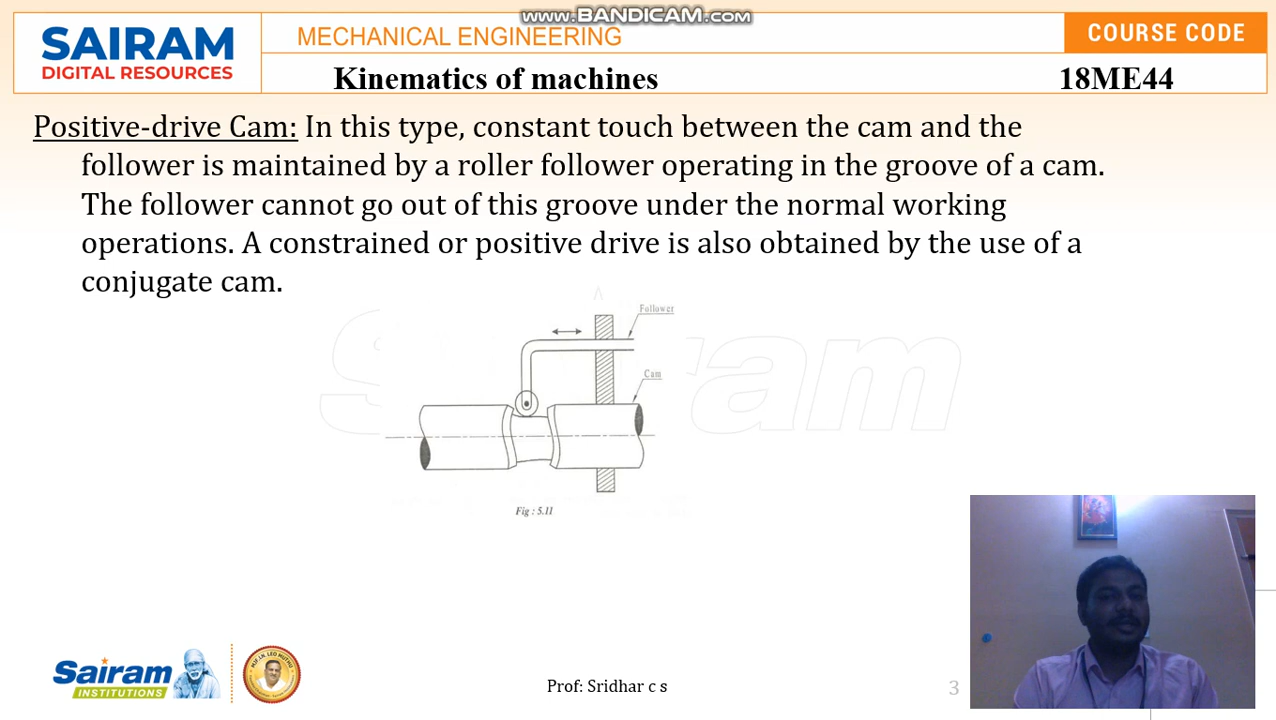 www.BANDICAM.com
SAIRAM
DIGITAL RESOURCES
MECHANICAL ENGINEERING
COURSE CODE
Kinematics of machines
18ME44
Positive-drive Cam: In this type, constant touch between the cam and the
follower is maintained by a roller follower operating in the groove of a cam.
The follower cannot go out of this groove under the normal working
operations. A constrained or positive drive is also obtained by the use of a
conjugate cam.
Follower
Cam
Fig : 5.11
Sairam
INSTITUTIONS
Prof: Sridhar c s
3